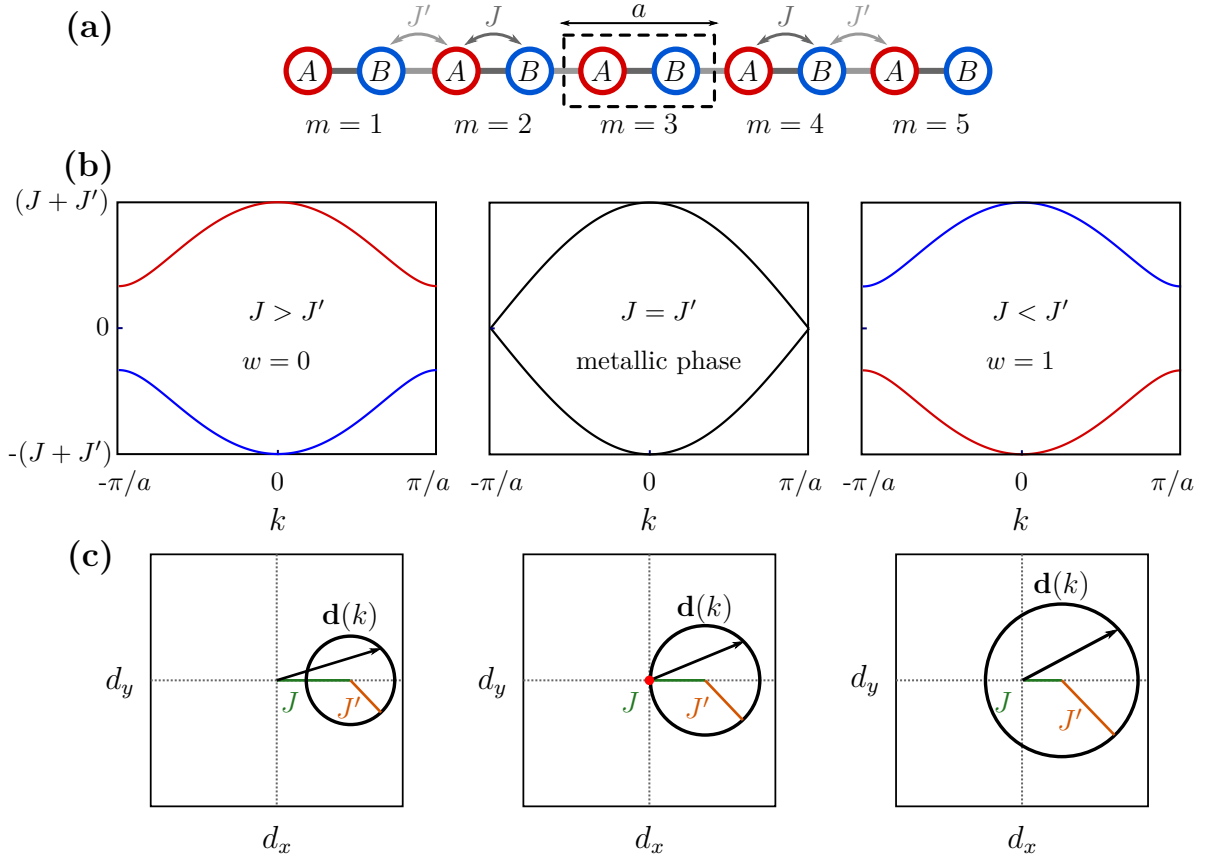 (a)
J′ J a J J′
A B A B A B A B A B
m = 1 m = 2 m = 3 m = 4 m = 5
(b)
(J + J′)
0
-(J + J′)
J > J′
w = 0
-π/a 0 π/a
k
J = J′
metallic phase
-π/a 0 π/a
k
J < J′
w = 1
-π/a 0 π/a
k
(c)
d(k)
d_y
J J′
d_x
d(k)
d_y
J J′
d_x
d(k)
d_y
J J′
d_x